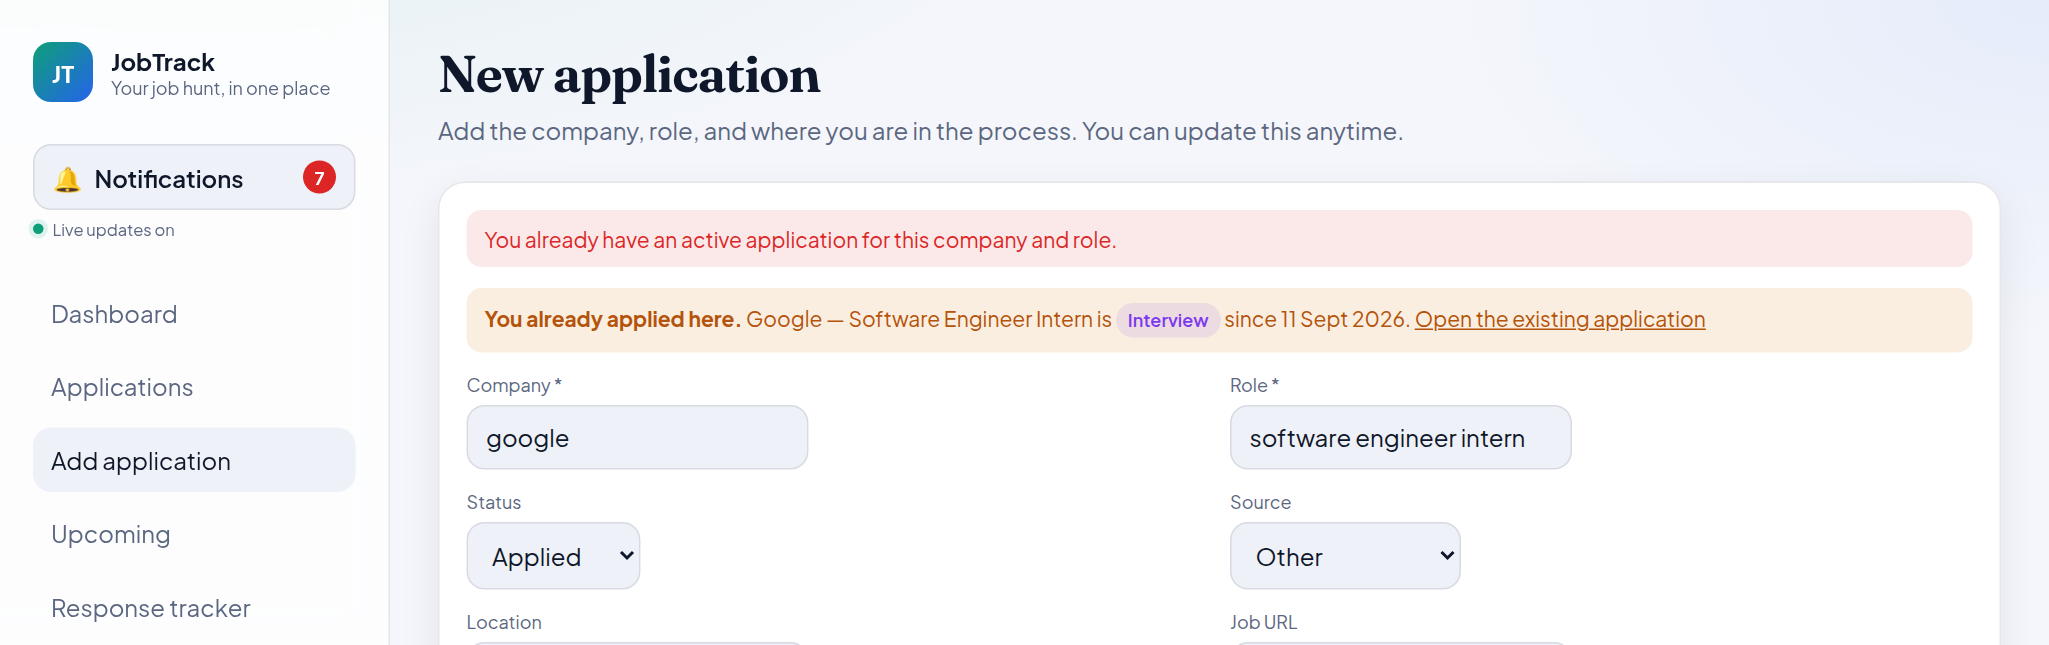 JT
JobTrack
Your job hunt, in one place
🔔 Notifications 7
Live updates on
Dashboard
Applications
Add application
Upcoming
Response tracker
New application
Add the company, role, and where you are in the process. You can update this anytime.
You already have an active application for this company and role.
You already applied here. Google — Software Engineer Intern is Interview since 11 Sept 2026. Open the existing application
Company * Role *
google software engineer intern
Status Source
Applied Other
Location Job URL